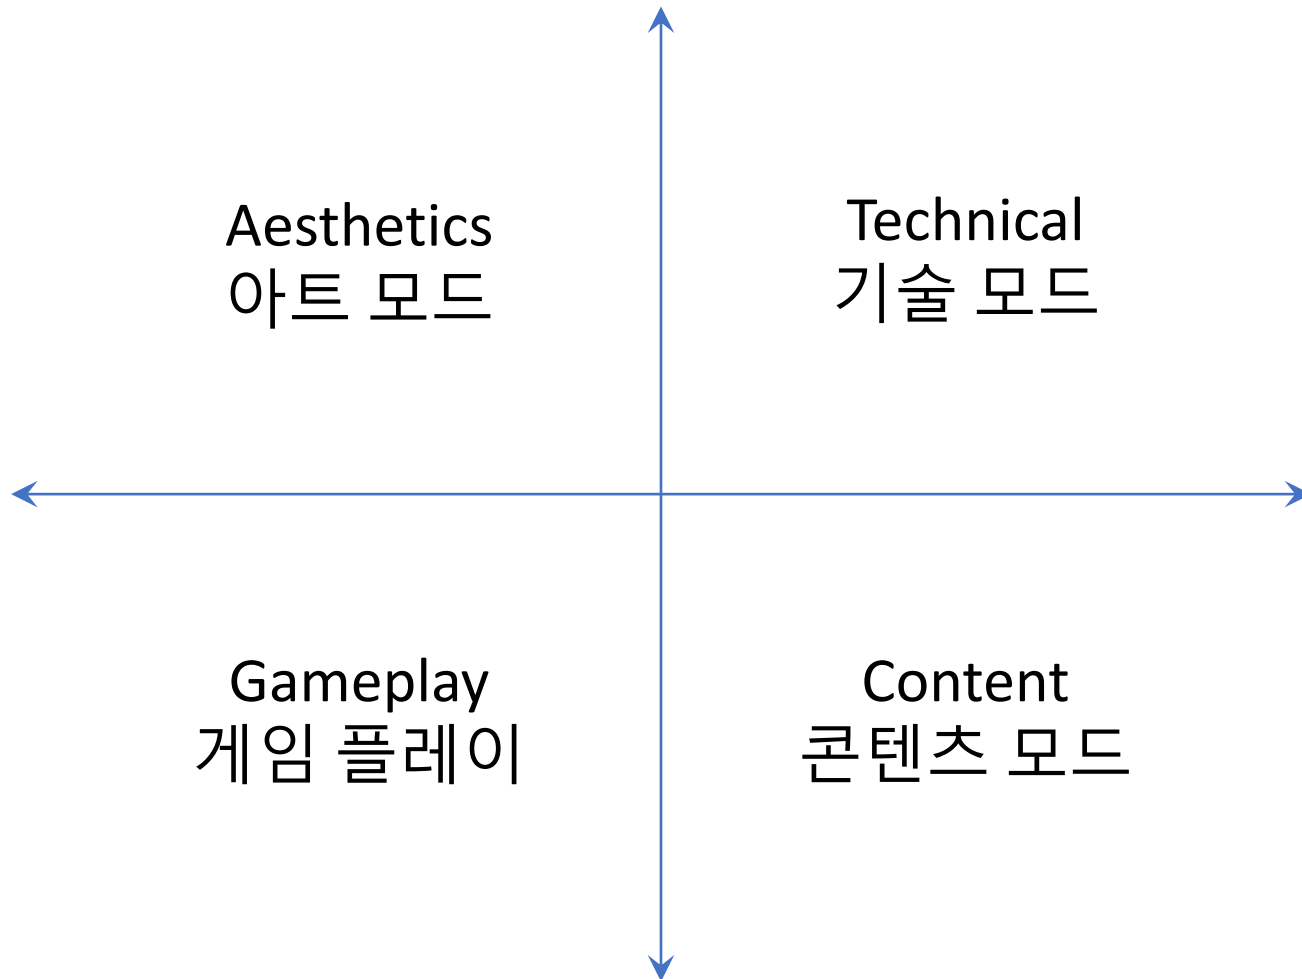 Aesthetics
아트 모드
Technical
기술 모드
Gameplay
게임 플레이
Content
콘텐츠 모드